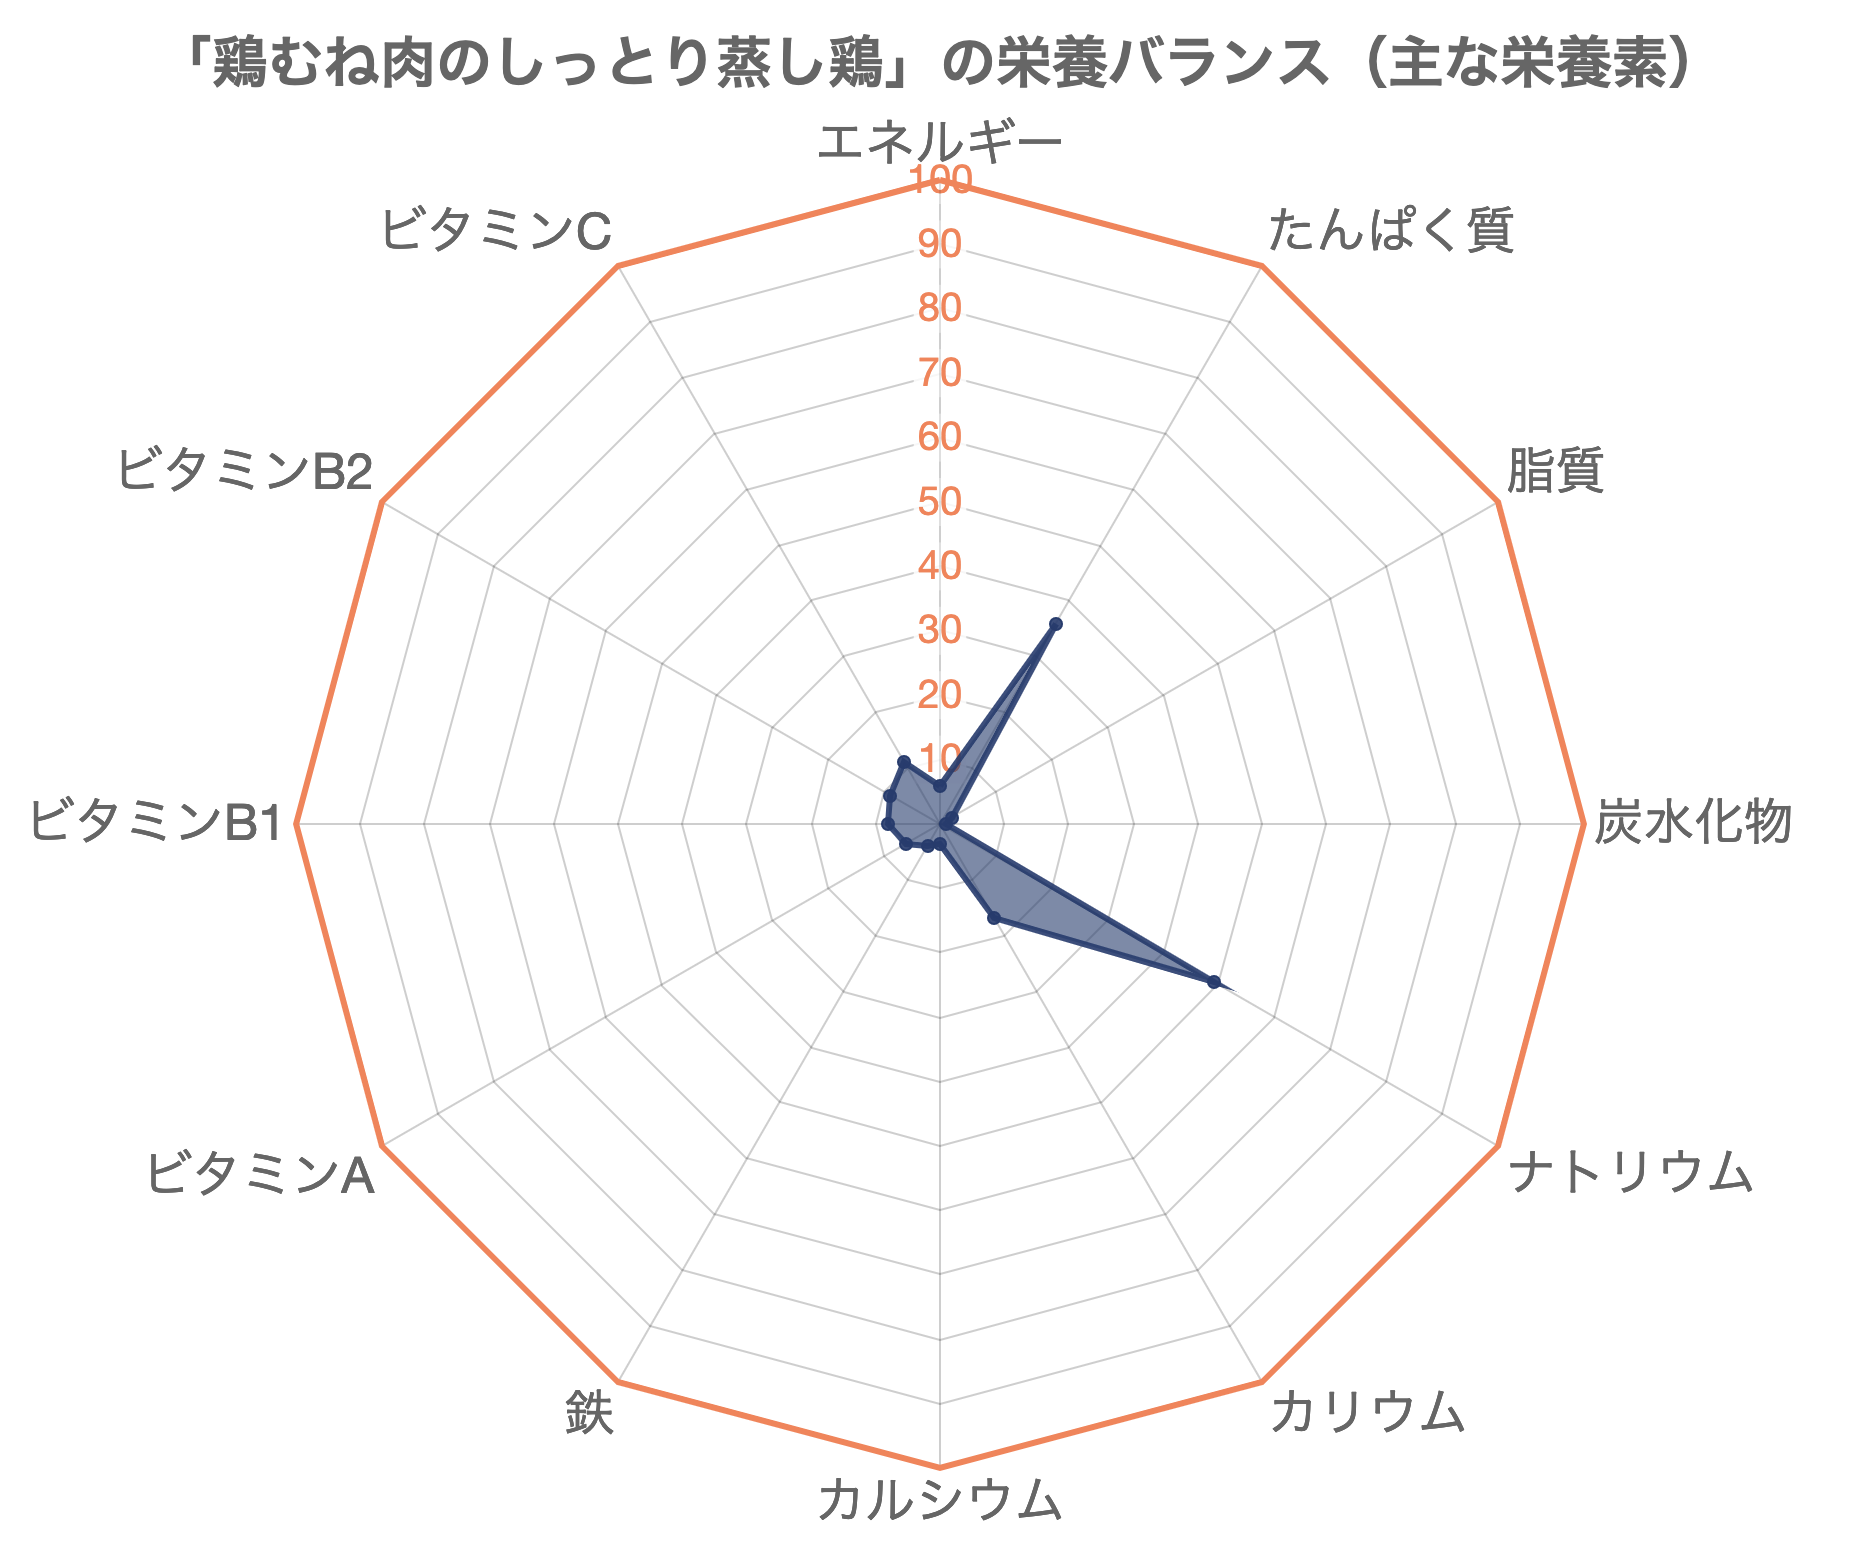 「鶏むね肉のしっとり蒸し鶏」の栄養バランス（主な栄養素）
エネルギー
たんぱく質
脂質
炭水化物
ナトリウム
カリウム
カルシウム
鉄
ビタミンA
ビタミンB1
ビタミンB2
ビタミンC
100
90
80
70
60
50
40
30
20
10